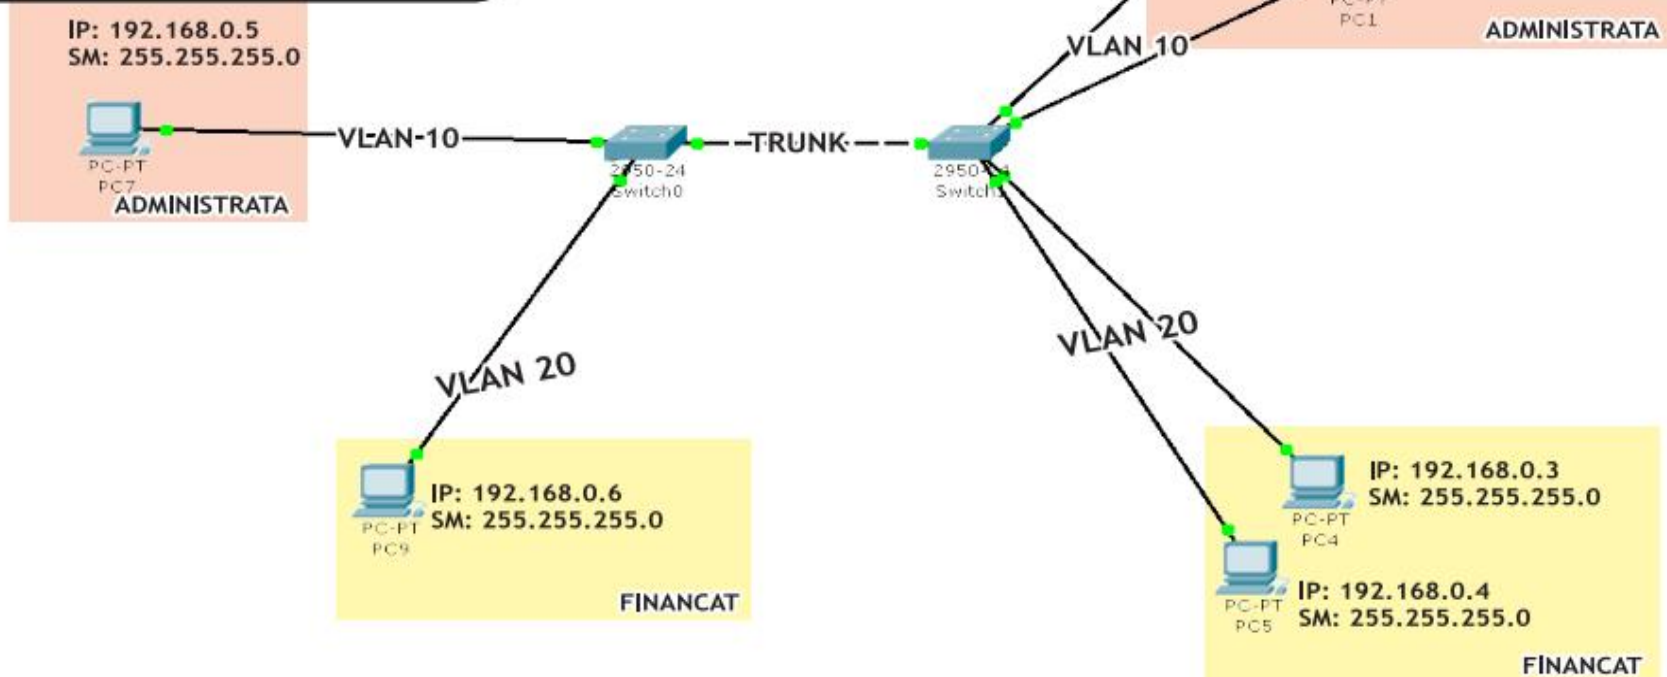 IP: 192.168.0.5
SM: 255.255.255.0
PC-PT
PC7
ADMINISTRATA
VLAN-10
2950-24
Switch0
TRUNK
2950-24
VLAN 10
PC-PT
PC1
ADMINISTRATA
VLAN 20
VLAN 20
PC-PT
PC9
IP: 192.168.0.6
SM: 255.255.255.0
FINANCAT
PC-PT
PC4
IP: 192.168.0.3
SM: 255.255.255.0
PC-PT
PC5
IP: 192.168.0.4
SM: 255.255.255.0
FINANCAT